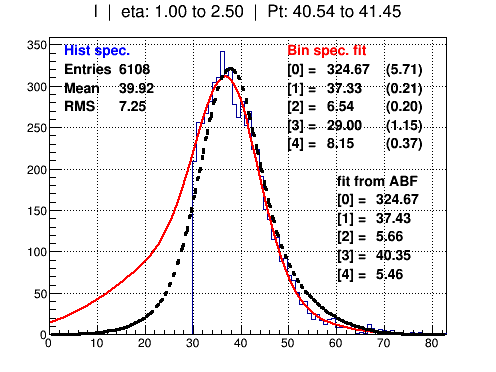 I | eta: 1.00 to 2.50 | Pt: 40.54 to 41.45
Hist spec.
Entries 6108
Mean 39.92
RMS 7.25
Bin spec. fit
[0] = 324.67 (5.71)
[1] = 37.33 (0.21)
[2] = 6.54 (0.20)
[3] = 29.00 (1.15)
[4] = 8.15 (0.37)
fit from ABF
[0] = 324.67
[1] = 37.43
[2] = 5.66
[3] = 40.35
[4] = 5.46
350
300
250
200
150
100
50
0
0 10 20 30 40 50 60 70 80